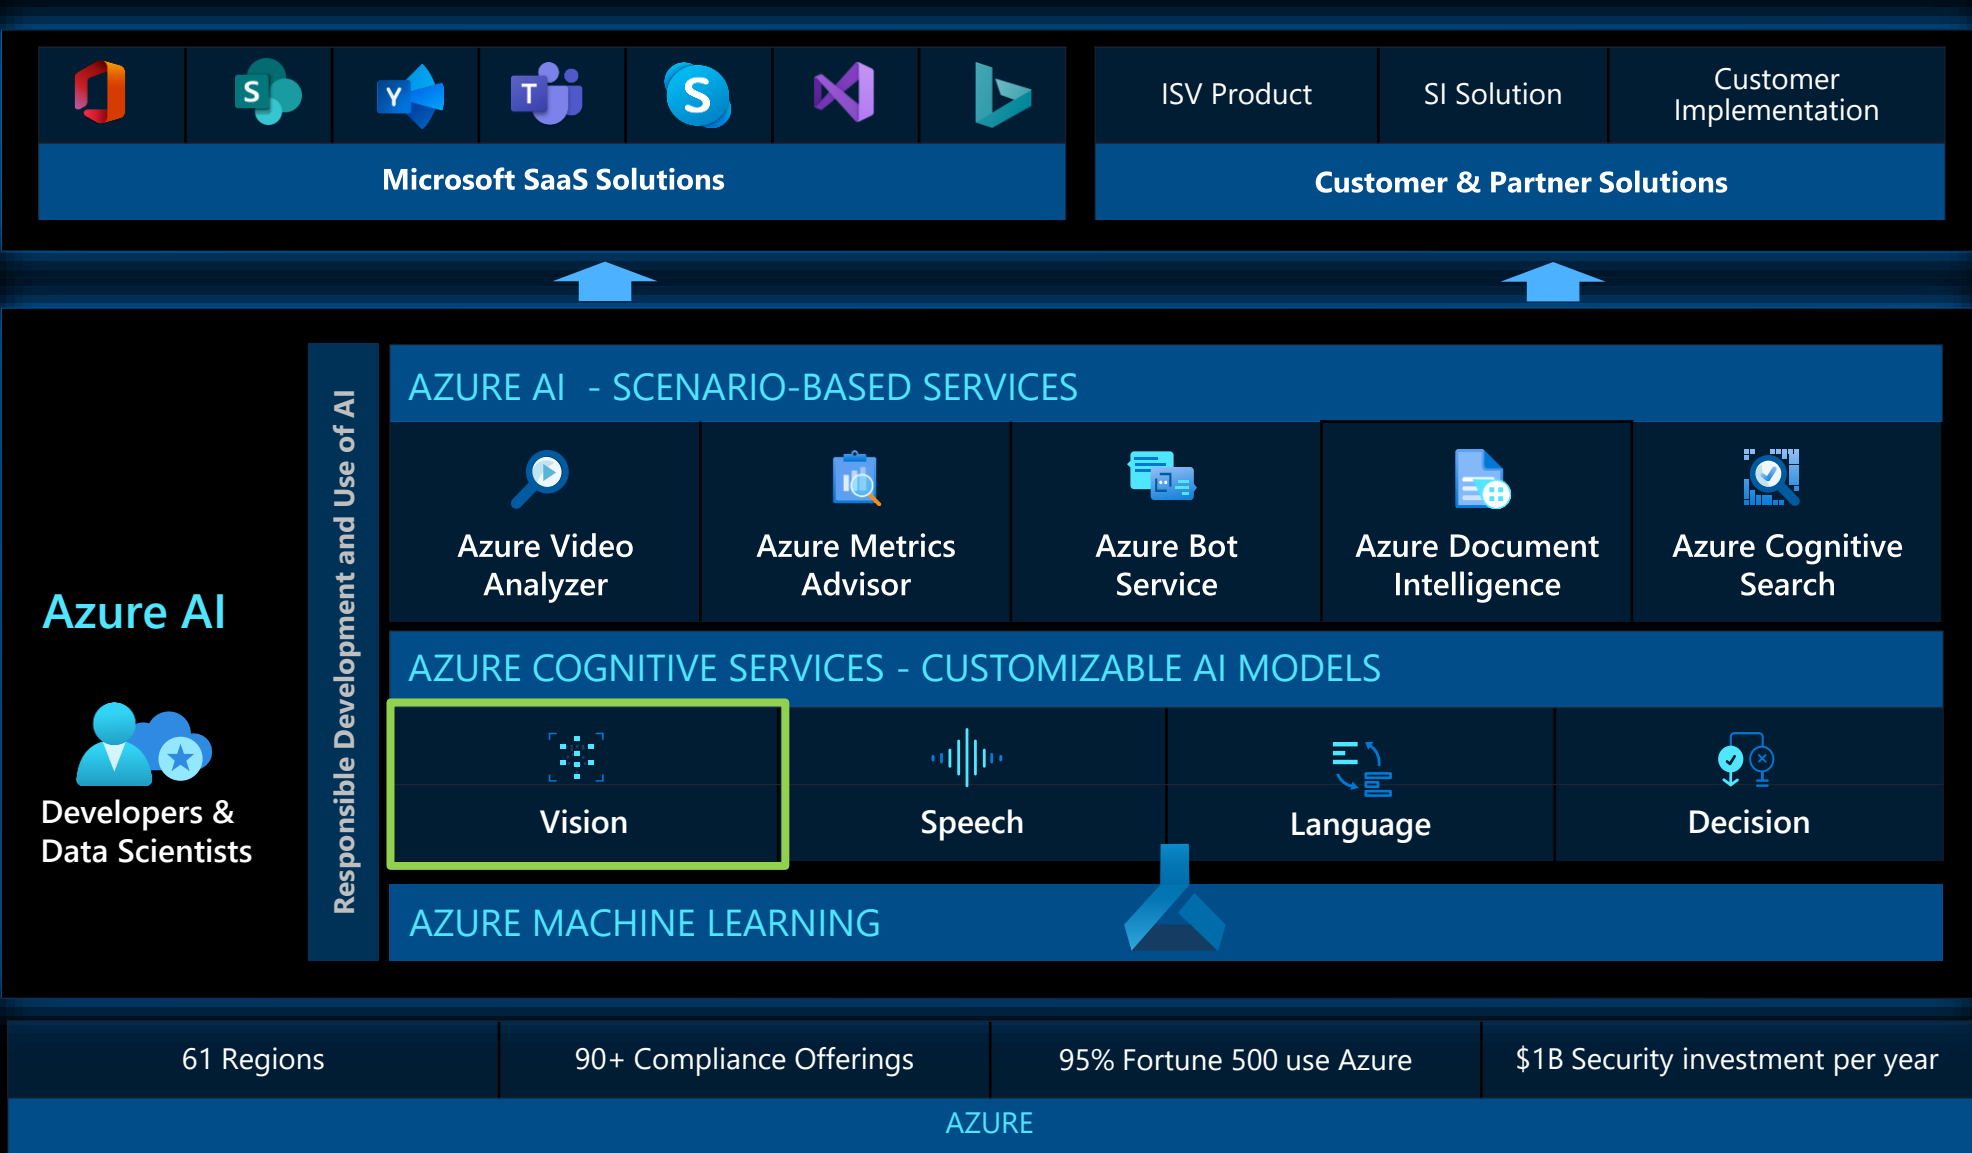 S
Y
T
S
ISV Product
SI Solution
Customer
Implementation
Microsoft SaaS Solutions
Customer & Partner Solutions
Azure AI
Developers &
Data Scientists
Responsible Development and Use of AI
AZURE AI - SCENARIO-BASED SERVICES
Azure Video
Analyzer
Azure Metrics
Advisor
Azure Bot
Service
Azure Document
Intelligence
Azure Cognitive
Search
AZURE COGNITIVE SERVICES - CUSTOMIZABLE AI MODELS
Vision
Speech
Language
Decision
AZURE MACHINE LEARNING
61 Regions
90+ Compliance Offerings
95% Fortune 500 use Azure
$1B Security investment per year
AZURE